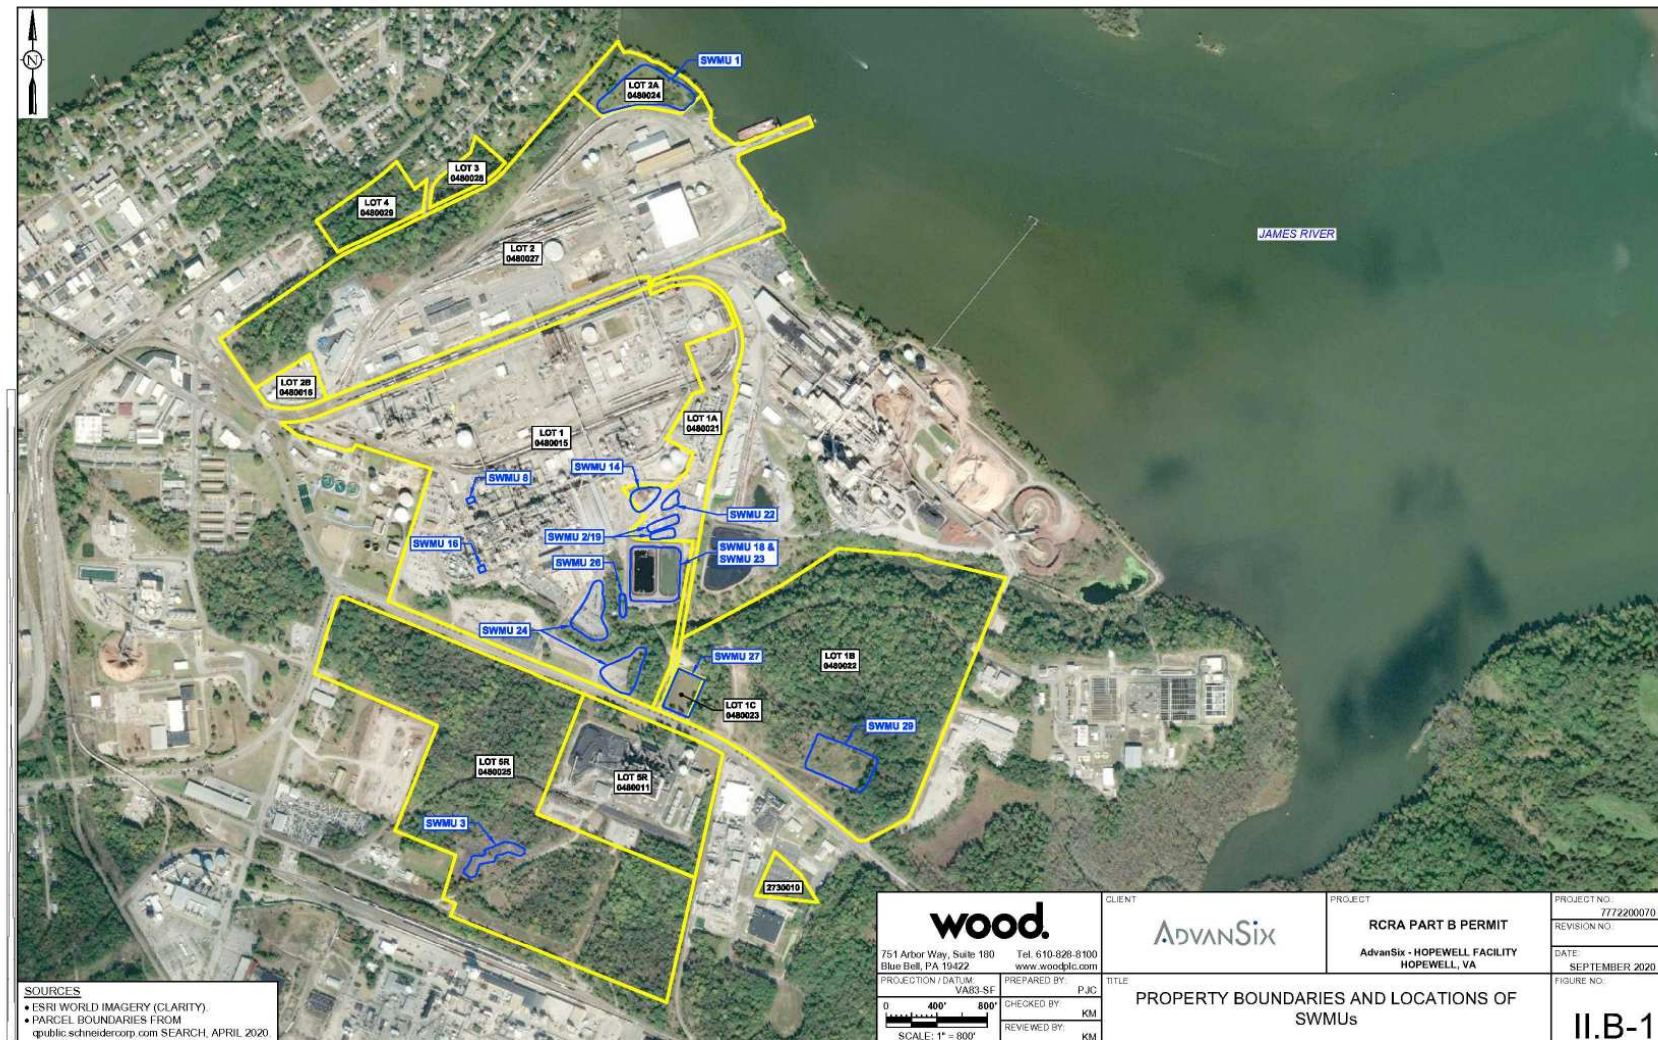 N
SWMU 1
LOT 2A
0480024
LOT 3
0480028
LOT 4
0480029
LOT 2
0480027
JAMES RIVER
LOT 2B
0480016
LOT 1A
0480021
LOT 1
0480015
SWMU 14
SWMU 8
SWMU 22
SWMU 2/19
SWMU 16
SWMU 18 &
SWMU 23
SWMU 26
SWMU 24
SWMU 27
LOT 1B
0480022
LOT 1C
0480023
SWMU 29
LOT 5R
0480025
LOT 5R
0480011
SWMU 3
2730010
SOURCES
• ESRI WORLD IMAGERY (CLARITY).
• PARCEL BOUNDARIES FROM
qpublic.schneidercorp.com SEARCH, APRIL 2020.
wood.
751 Arbor Way, Suite 180
Blue Bell, PA 19422
Tel. 610-828-8100
www.woodplc.com
PROJECTION / DATUM:
VA83-SF
0 400' 800'
SCALE: 1" = 800'
PREPARED BY:
PJC
CHECKED BY
KM
REVIEWED BY:
KM
CLIENT
ADVANSIX
PROJECT
RCRA PART B PERMIT
AdvanSix - HOPEWELL FACILITY
HOPEWELL, VA
TITLE
PROPERTY BOUNDARIES AND LOCATIONS OF
SWMUs
PROJECT NO.:
7772200070
REVISION NO.:
DATE:
SEPTEMBER 2020
FIGURE NO.:
II.B-1